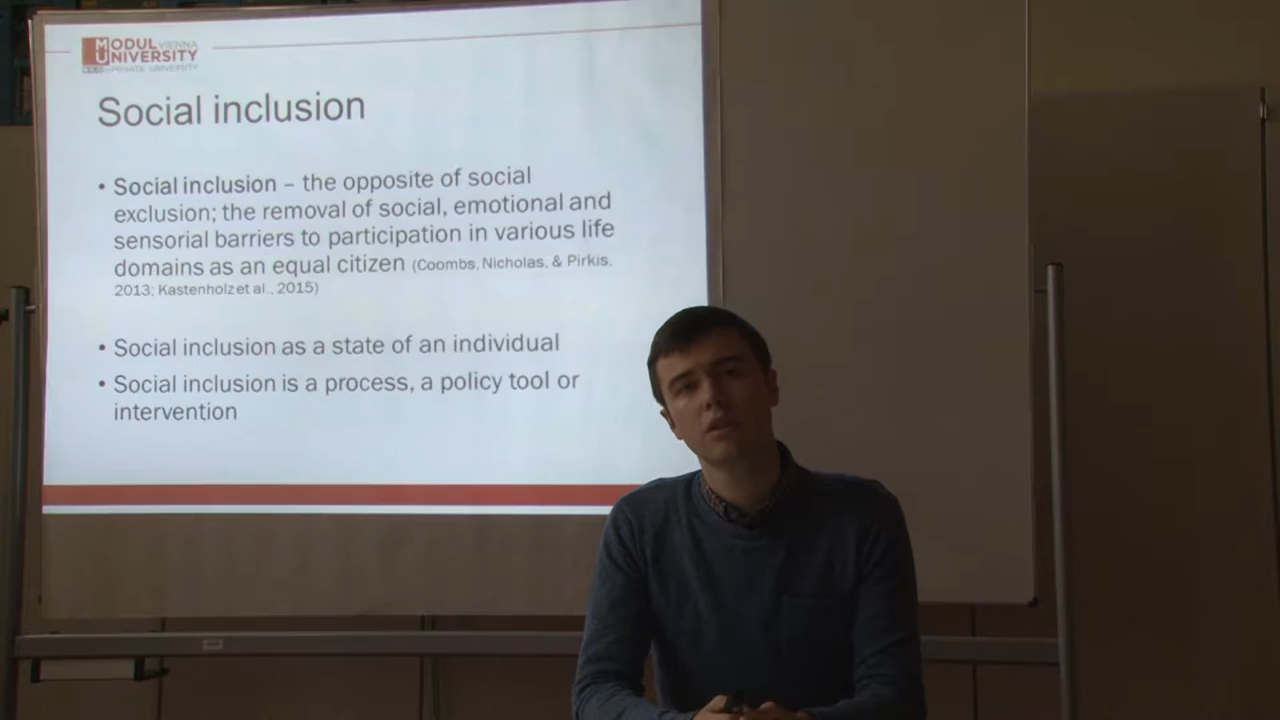 MODUL VIENNA
UNIVERSITY
PRIVATE UNIVERSITY
Social inclusion
• Social inclusion – the opposite of social
exclusion; the removal of social, emotional and
sensorial barriers to participation in various life
domains as an equal citizen (Coombs, Nicholas, & Pirkis,
2013; Kastenholz et al., 2015)
• Social inclusion as a state of an individual
• Social inclusion is a process, a policy tool or
intervention